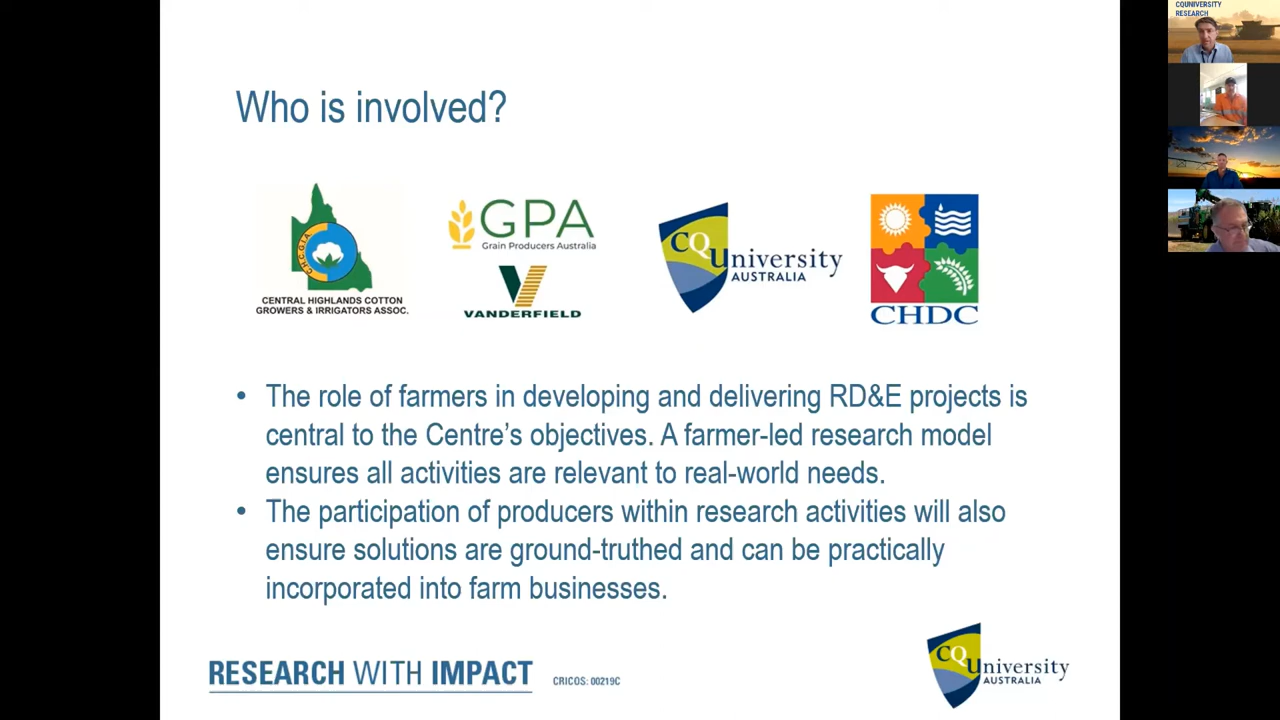 Who is involved?
CHCGIA
CENTRAL HIGHLANDS COTTON
GROWERS & IRRIGATORS ASSOC.
GPA
Grain Producers Australia
VANDERFIELD
CQUniversity
AUSTRALIA
CHDC
• The role of farmers in developing and delivering RD&E projects is
central to the Centre’s objectives. A farmer-led research model
ensures all activities are relevant to real-world needs.
• The participation of producers within research activities will also
ensure solutions are ground-truthed and can be practically
incorporated into farm businesses.
RESEARCH WITH IMPACT
CRICOS: 00219C
CQUniversity
AUSTRALIA
CQUNIVERSITY
RESEARCH